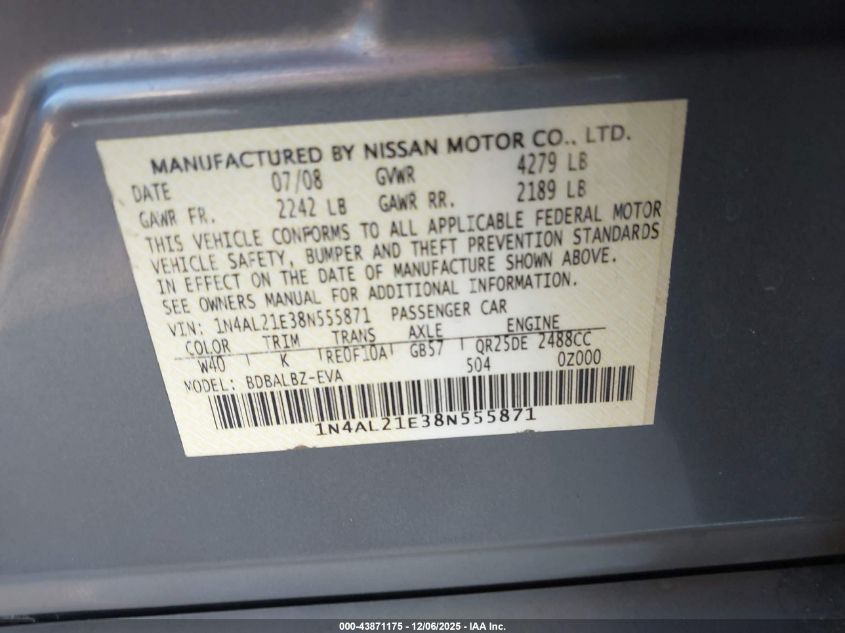 MANUFACTURED BY NISSAN MOTOR CO., LTD.
DATE 07/08 GVWR 4279 LB
GAWR FR. 2242 LB GAWR RR. 2189 LB
THIS VEHICLE CONFORMS TO ALL APPLICABLE FEDERAL MOTOR
VEHICLE SAFETY, BUMPER AND THEFT PREVENTION STANDARDS
IN EFFECT ON THE DATE OF MANUFACTURE SHOWN ABOVE.
SEE OWNERS MANUAL FOR ADDITIONAL INFORMATION.
VIN: 1N4AL21E38N555871 PASSENGER CAR
COLOR TRIM TRANS AXLE ENGINE
W40 K RE0F10A GB57 QR25DE 2488CC
MODEL: BDBALBZ-EVA 504 0Z000
1N4AL21E38N555871
000-43871175 - 12/06/2025 - IAA Inc.